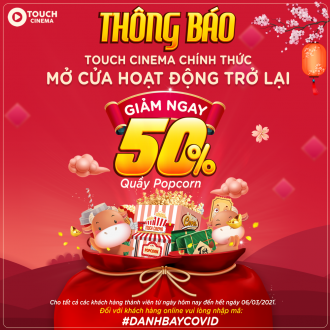 TOUCH
CINEMA
THÔNG BÁO
TOUCH CINEMA CHÍNH THỨC
MỞ CỬA HOẠT ĐỘNG TRỞ LẠI
GIẢM NGAY
50%
Quầy Popcorn
POPCORN
Cho tất cả các khách hàng thành viên từ ngày hôm nay đến hết ngày 06/03/2021.
Đối với khách hàng online vui lòng nhập mã:
#DANHBAYCOVID